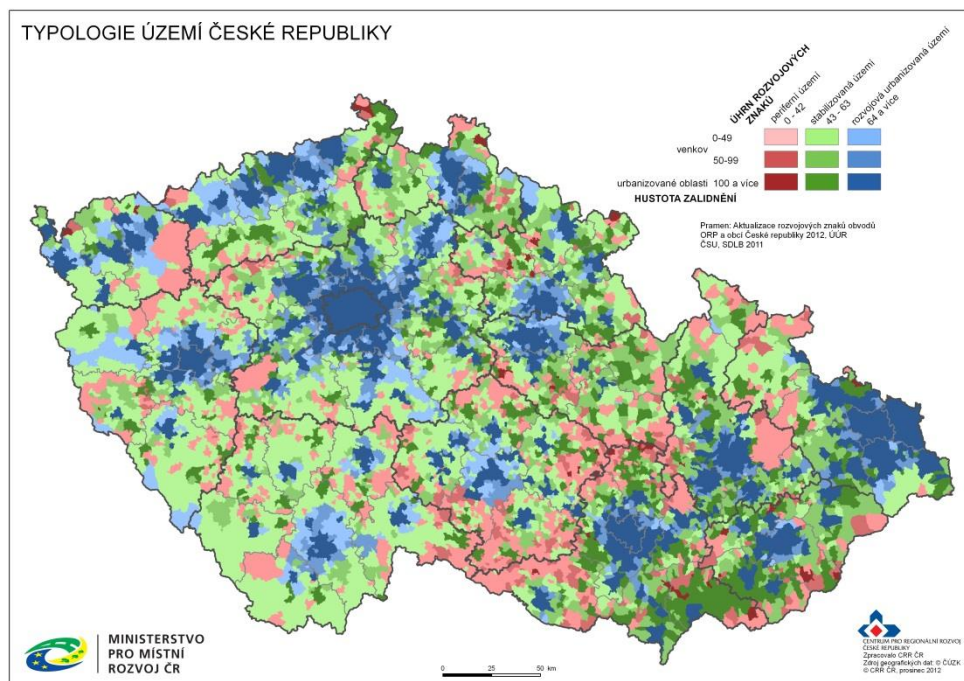 TYPOLOGIE ÚZEMÍ ČESKÉ REPUBLIKY
ÚHRN ROZVOJOVÝCH
ZNAKŮ
periferní území
0 - 42
stabilizovaná území
43 - 63
rozvojová urbanizovaná území
64 a více
0-49
venkov
50-99
urbanizované oblasti 100 a více
HUSTOTA ZALIDNĚNÍ
Pramen: Aktualizace rozvojových znaků obvodů
ORP a obcí České republiky 2012, ÚÚR
ČSU, SDLB 2011
MINISTERSTVO
PRO MÍSTNÍ
ROZVOJ ČR
0 25 50 km
CENTRUM PRO REGIONÁLNÍ ROZVOJ
ČESKÉ REPUBLIKY
Zpracovalo CRR ČR
Zdroj geografických dat: © ČÚZK
© CRR ČR, prosinec 2012